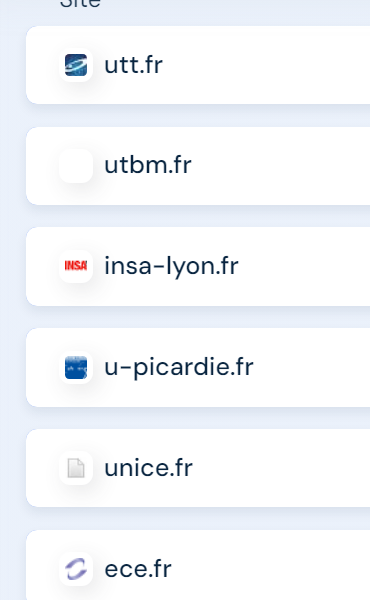 Site
utt.fr
utbm.fr
INSA insa-lyon.fr
u-picardie.fr
unice.fr
ece.fr